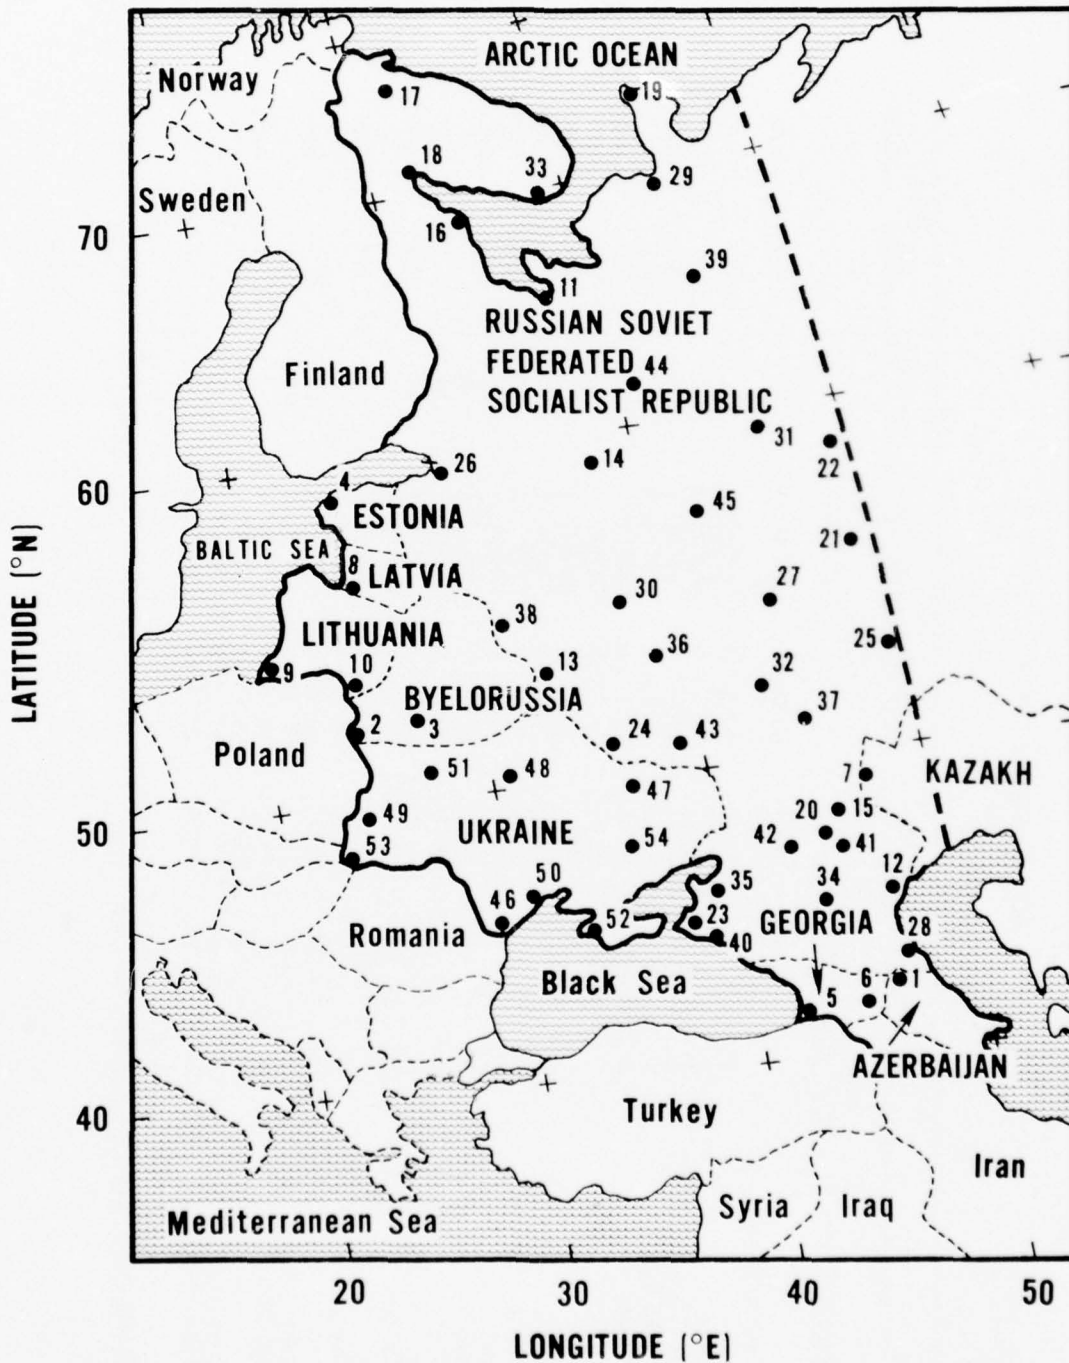 ARCTIC OCEAN
Norway
17
19
18
33
29
Sweden
16
70
39
11
RUSSIAN SOVIET
FEDERATED
44
SOCIALIST REPUBLIC
Finland
31
26
14
22
60
4
45
ESTONIA
21
BALTIC SEA
8
LATVIA
27
30
38
LITHUANIA
25
36
10
13
32
9
BYELORUSSIA
37
2
3
24
43
Poland
7
KAZAKH
51
48
47
20
15
50
49
UKRAINE
54
42
41
53
12
50
35
34
46
23
GEORGIA
52
28
Romania
40
Black Sea
6
1
5
AZERBAIJAN
40
Turkey
Iran
Syria
Iraq
Mediterranean Sea
20
30
40
50
LONGITUDE (°E)
LATITUDE (°N)